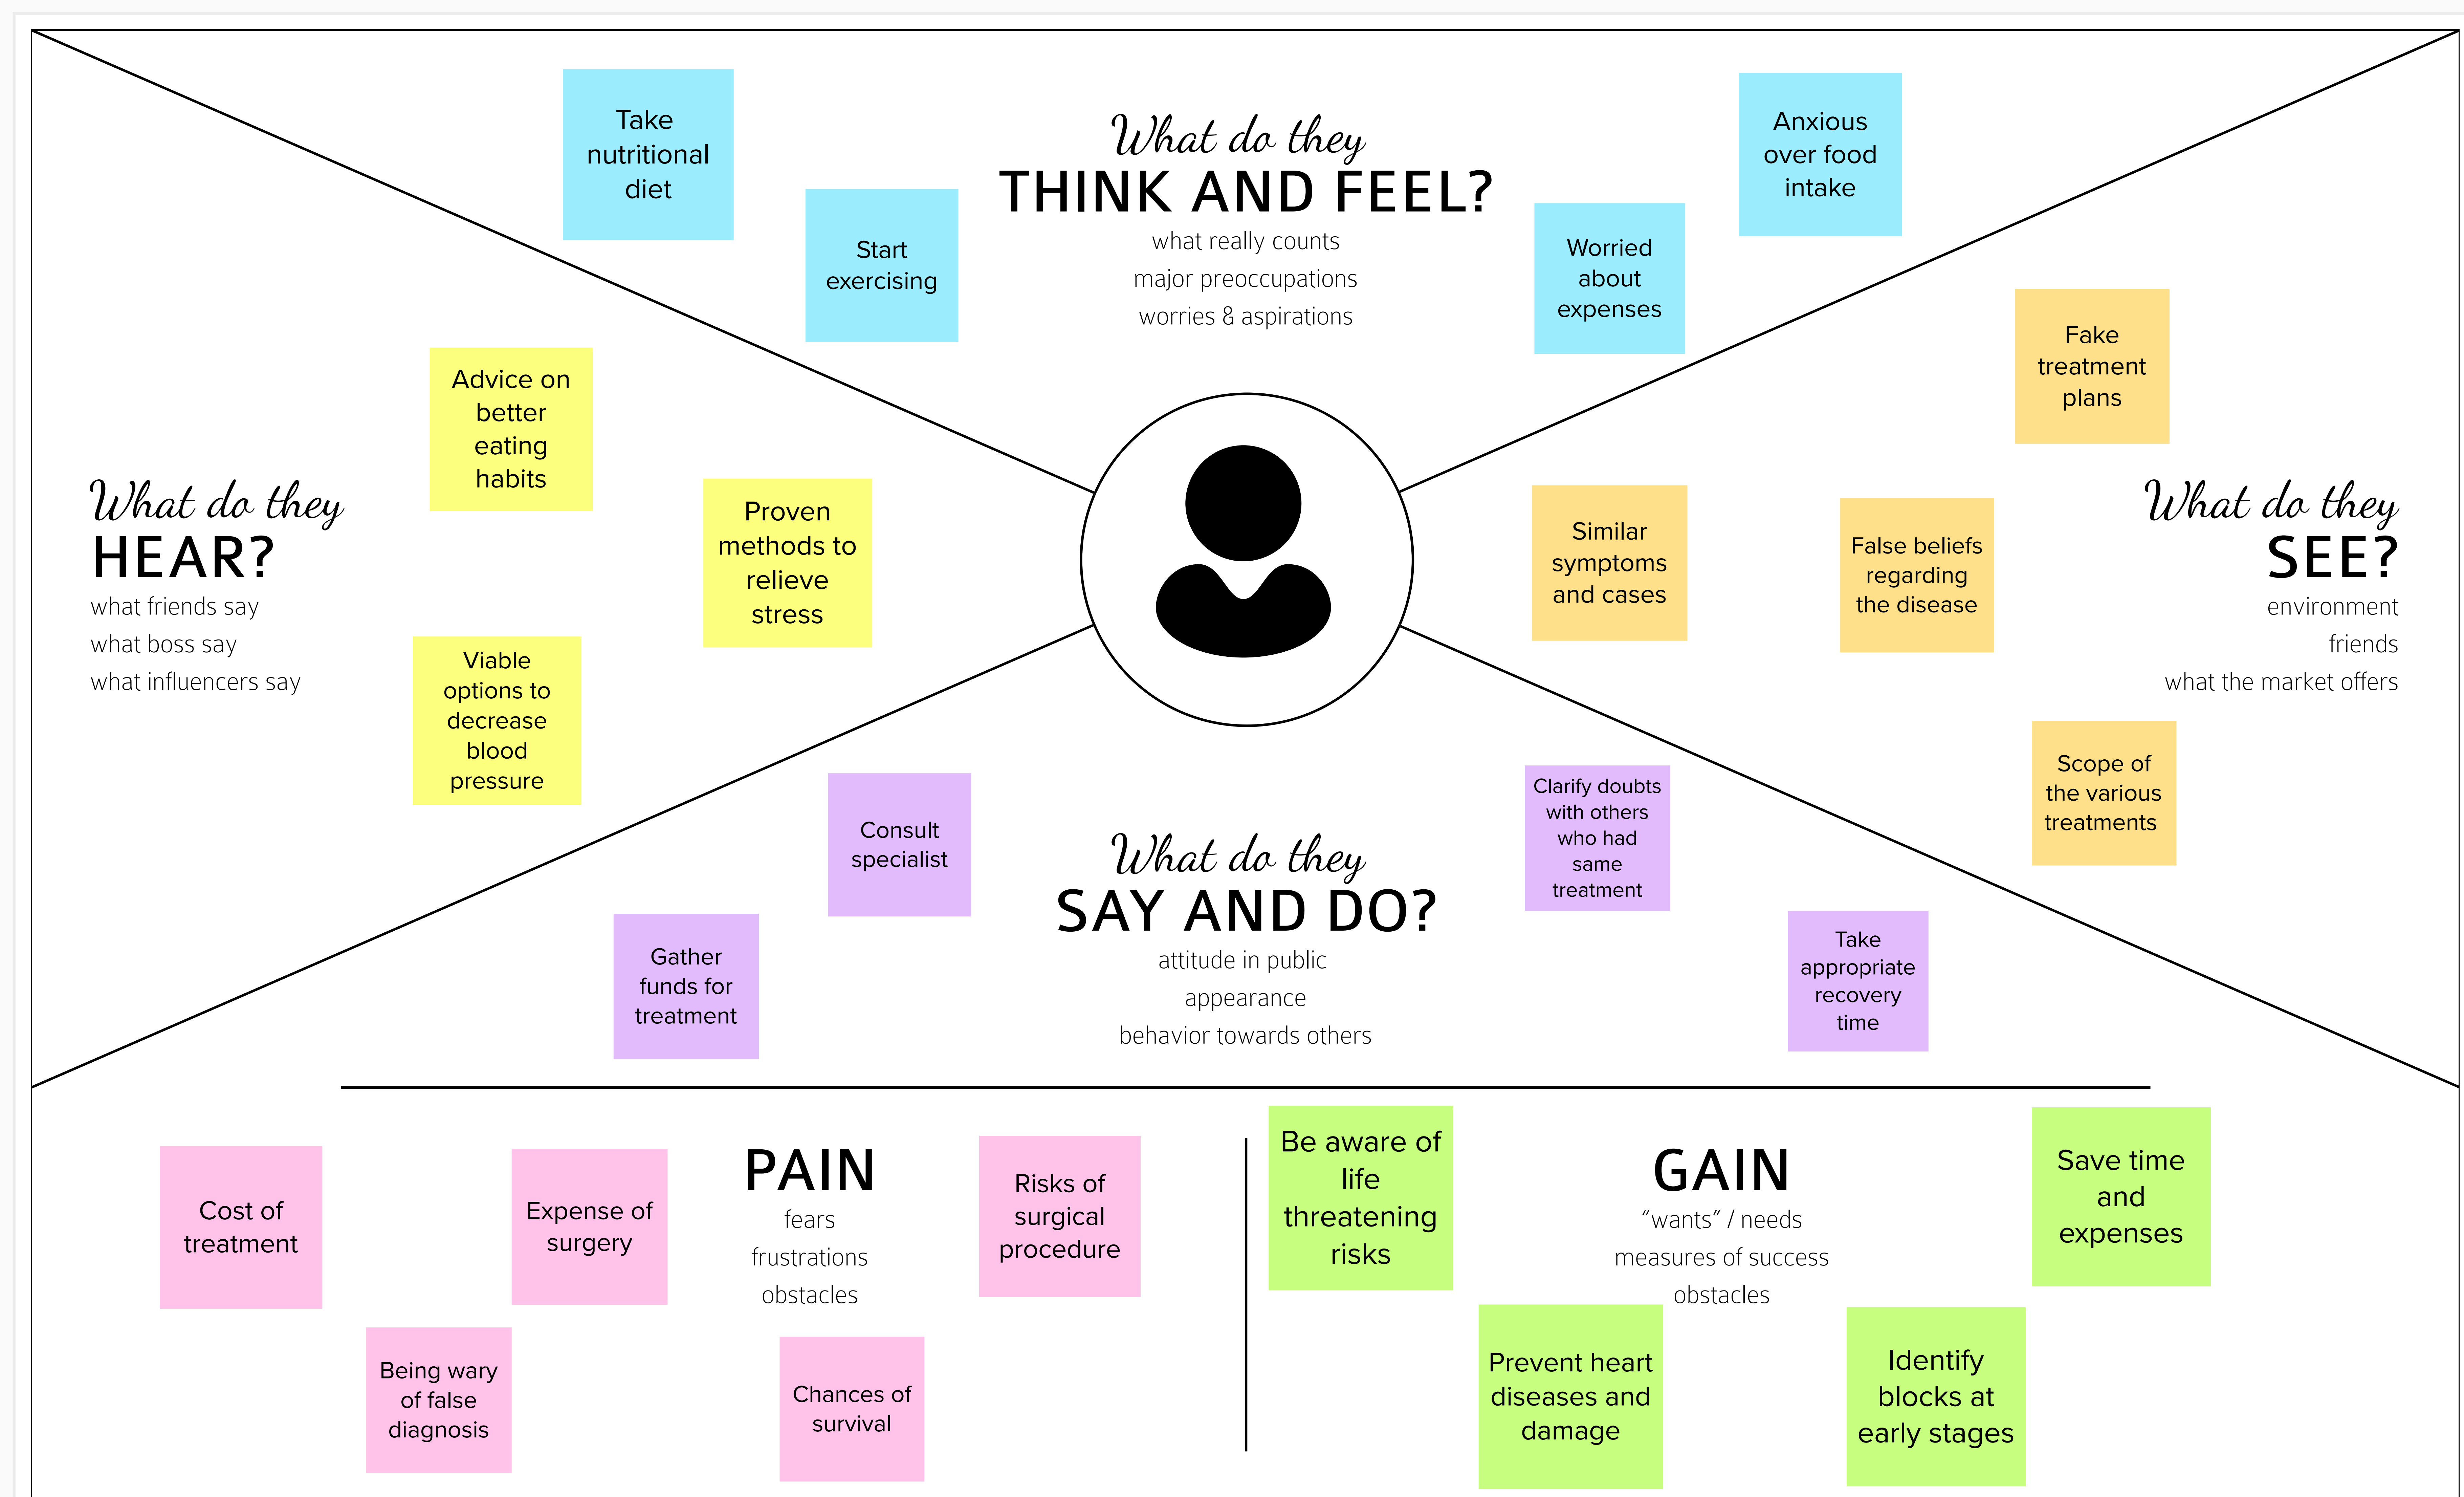 Take
nutritional
diet
Start
exercising
What do they
THINK AND FEEL?
what really counts
major preoccupations
worries & aspirations
Worried
about
expenses
Anxious
over food
intake
What do they
HEAR?
what friends say
what boss say
what influencers say
Advice on
better
eating
habits
Proven
methods to
relieve
stress
Viable
options to
decrease
blood
pressure
Fake
treatment
plans
Similar
symptoms
and cases
False beliefs
regarding
the disease
What do they
SEE?
environment
friends
what the market offers
Scope of
the various
treatments
Consult
specialist
Gather
funds for
treatment
What do they
SAY AND DO?
attitude in public
appearance
behavior towards others
Clarify doubts
with others
who had
same
treatment
Take
appropriate
recovery
time
Cost of
treatment
Expense of
surgery
PAIN
fears
frustrations
obstacles
Risks of
surgical
procedure
Being wary
of false
diagnosis
Chances of
survival
Be aware of
life
threatening
risks
GAIN
“wants” / needs
measures of success
obstacles
Save time
and
expenses
Prevent heart
diseases and
damage
Identify
blocks at
early stages